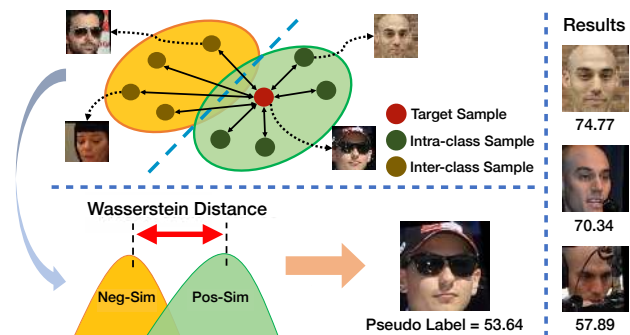 Results
Target Sample
Intra-class Sample
Inter-class Sample
74.77
Wasserstein Distance
70.34
Neg-Sim
Pos-Sim
Pseudo Label = 53.64
57.89